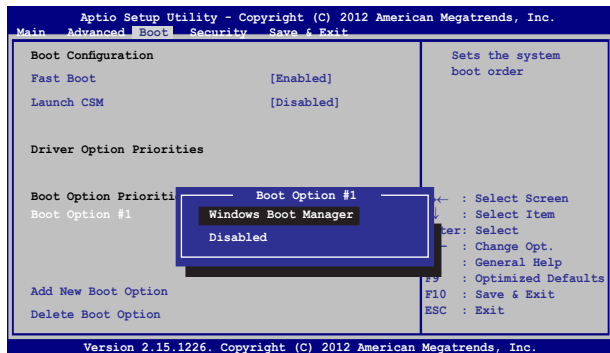 Aptio Setup Utility - Copyright (C) 2012 American Megatrends, Inc.
Main Advanced Boot Security Save & Exit
Boot Configuration
Fast Boot [Enabled]
Launch CSM [Disabled]
Driver Option Priorities
Boot Option Prioriti
Boot Option #1
Boot Option #1
Windows Boot Manager
Disabled
Add New Boot Option
Delete Boot Option
Sets the system
boot order
→← : Select Screen
↓ : Select Item
ter: Select
— : Change Opt.
: General Help
F9 : Optimized Defaults
F10 : Save & Exit
ESC : Exit
Version 2.15.1226. Copyright (C) 2012 American Megatrends, Inc.